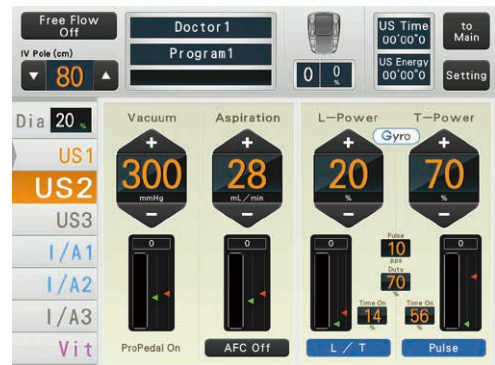 Free Flow
Off
IV Pole (cm)
80
Doctor1
Program1
0
0
%
US Time
00'00"0
US Energy
00'00"0
to
Main
Setting
Dia 20 %
US1
US2
US3
I/A1
I/A2
I/A3
Vit
Vacuum
+
300
mmHg
−
0
ProPedal On
Aspiration
+
28
mL/min
−
0
AFC Off
L-Power
+
20
%
−
0
Time On
14
%
L / T
Gyro
Pulse
10
pps
Duty
70
%
T-Power
+
70
%
−
0
Time On
56
%
Pulse